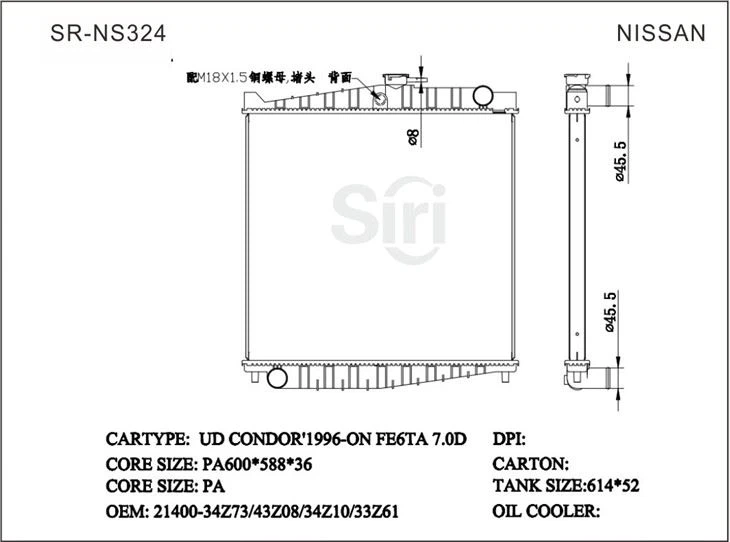 SR-NS324
NISSAN
配M18X1.5铜螺母,堵头 背面
ø8
ø45.5
Siri
ø45.5
CARTYPE: UD CONDOR'1996-ON FE6TA 7.0D
DPI:
CORE SIZE: PA600*588*36
CARTON:
CORE SIZE: PA
TANK SIZE:614*52
OEM: 21400-34Z73/43Z08/34Z10/33Z61
OIL COOLER: